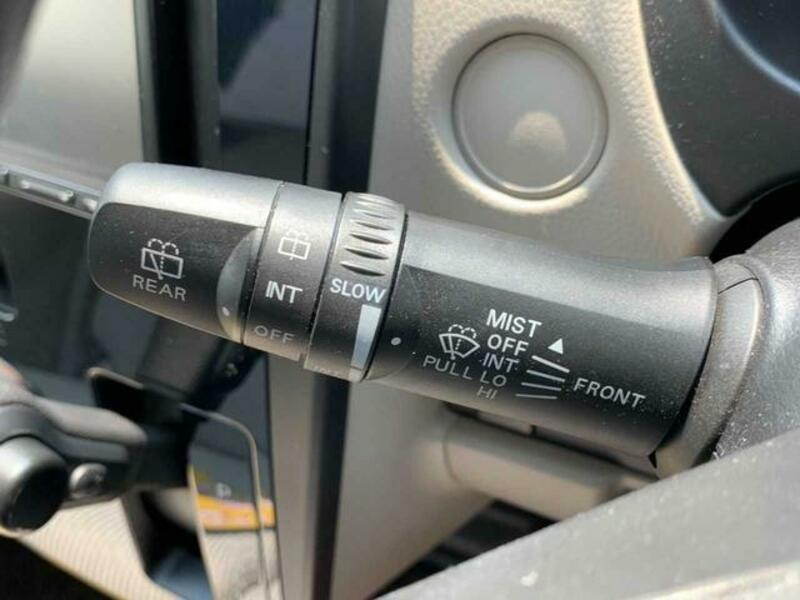 REAR
INT
OFF
SLOW
MIST
OFF
INT
PULL LO
HI
FRONT
P